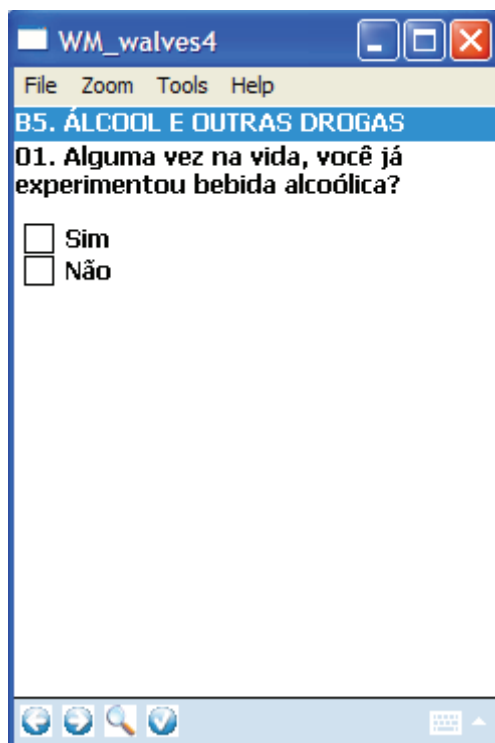 WM_walves4
File Zoom Tools Help
B5. ÁLCOOL E OUTRAS DROGAS
01. Alguma vez na vida, você já
experimentou bebida alcoólica?
Sim
Não